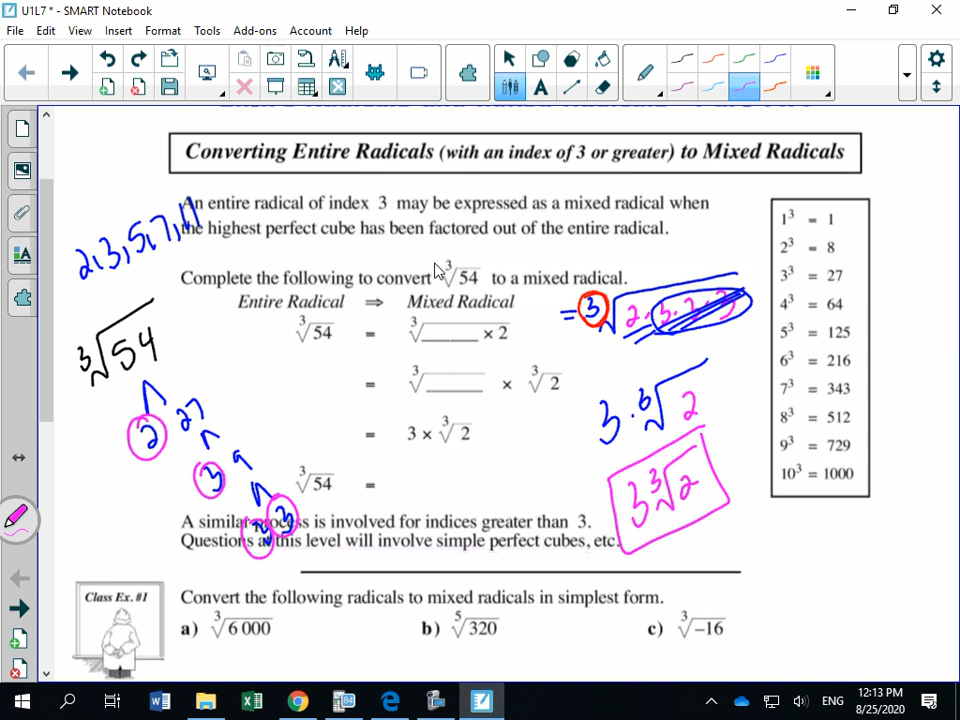 U1L7 * - SMART Notebook
File Edit View Insert Format Tools Add-ons Account Help
Converting Entire Radicals (with an index of 3 or greater) to Mixed Radicals
An entire radical of index 3 may be expressed as a mixed radical when
the highest perfect cube has been factored out of the entire radical.
2,3,5,7,11
Complete the following to convert ∛54 to a mixed radical.
Entire Radical ⇒ Mixed Radical
∛54 = ∛______ × 2
= ∛______ × ∛2
= 3 × ∛2
∛54 =
∛54
2 27
3 9
3 3
= ∛2·3·3·3
3·∛2
3∛2
A similar process is involved for indices greater than 3.
Questions at this level will involve simple perfect cubes, etc.
1³ = 1
2³ = 8
3³ = 27
4³ = 64
5³ = 125
6³ = 216
7³ = 343
8³ = 512
9³ = 729
10³ = 1000
Class Ex. #1
Convert the following radicals to mixed radicals in simplest form.
a) ∛6 000 b) ⁵√320 c) ∛−16
ENG
12:13 PM
8/25/2020